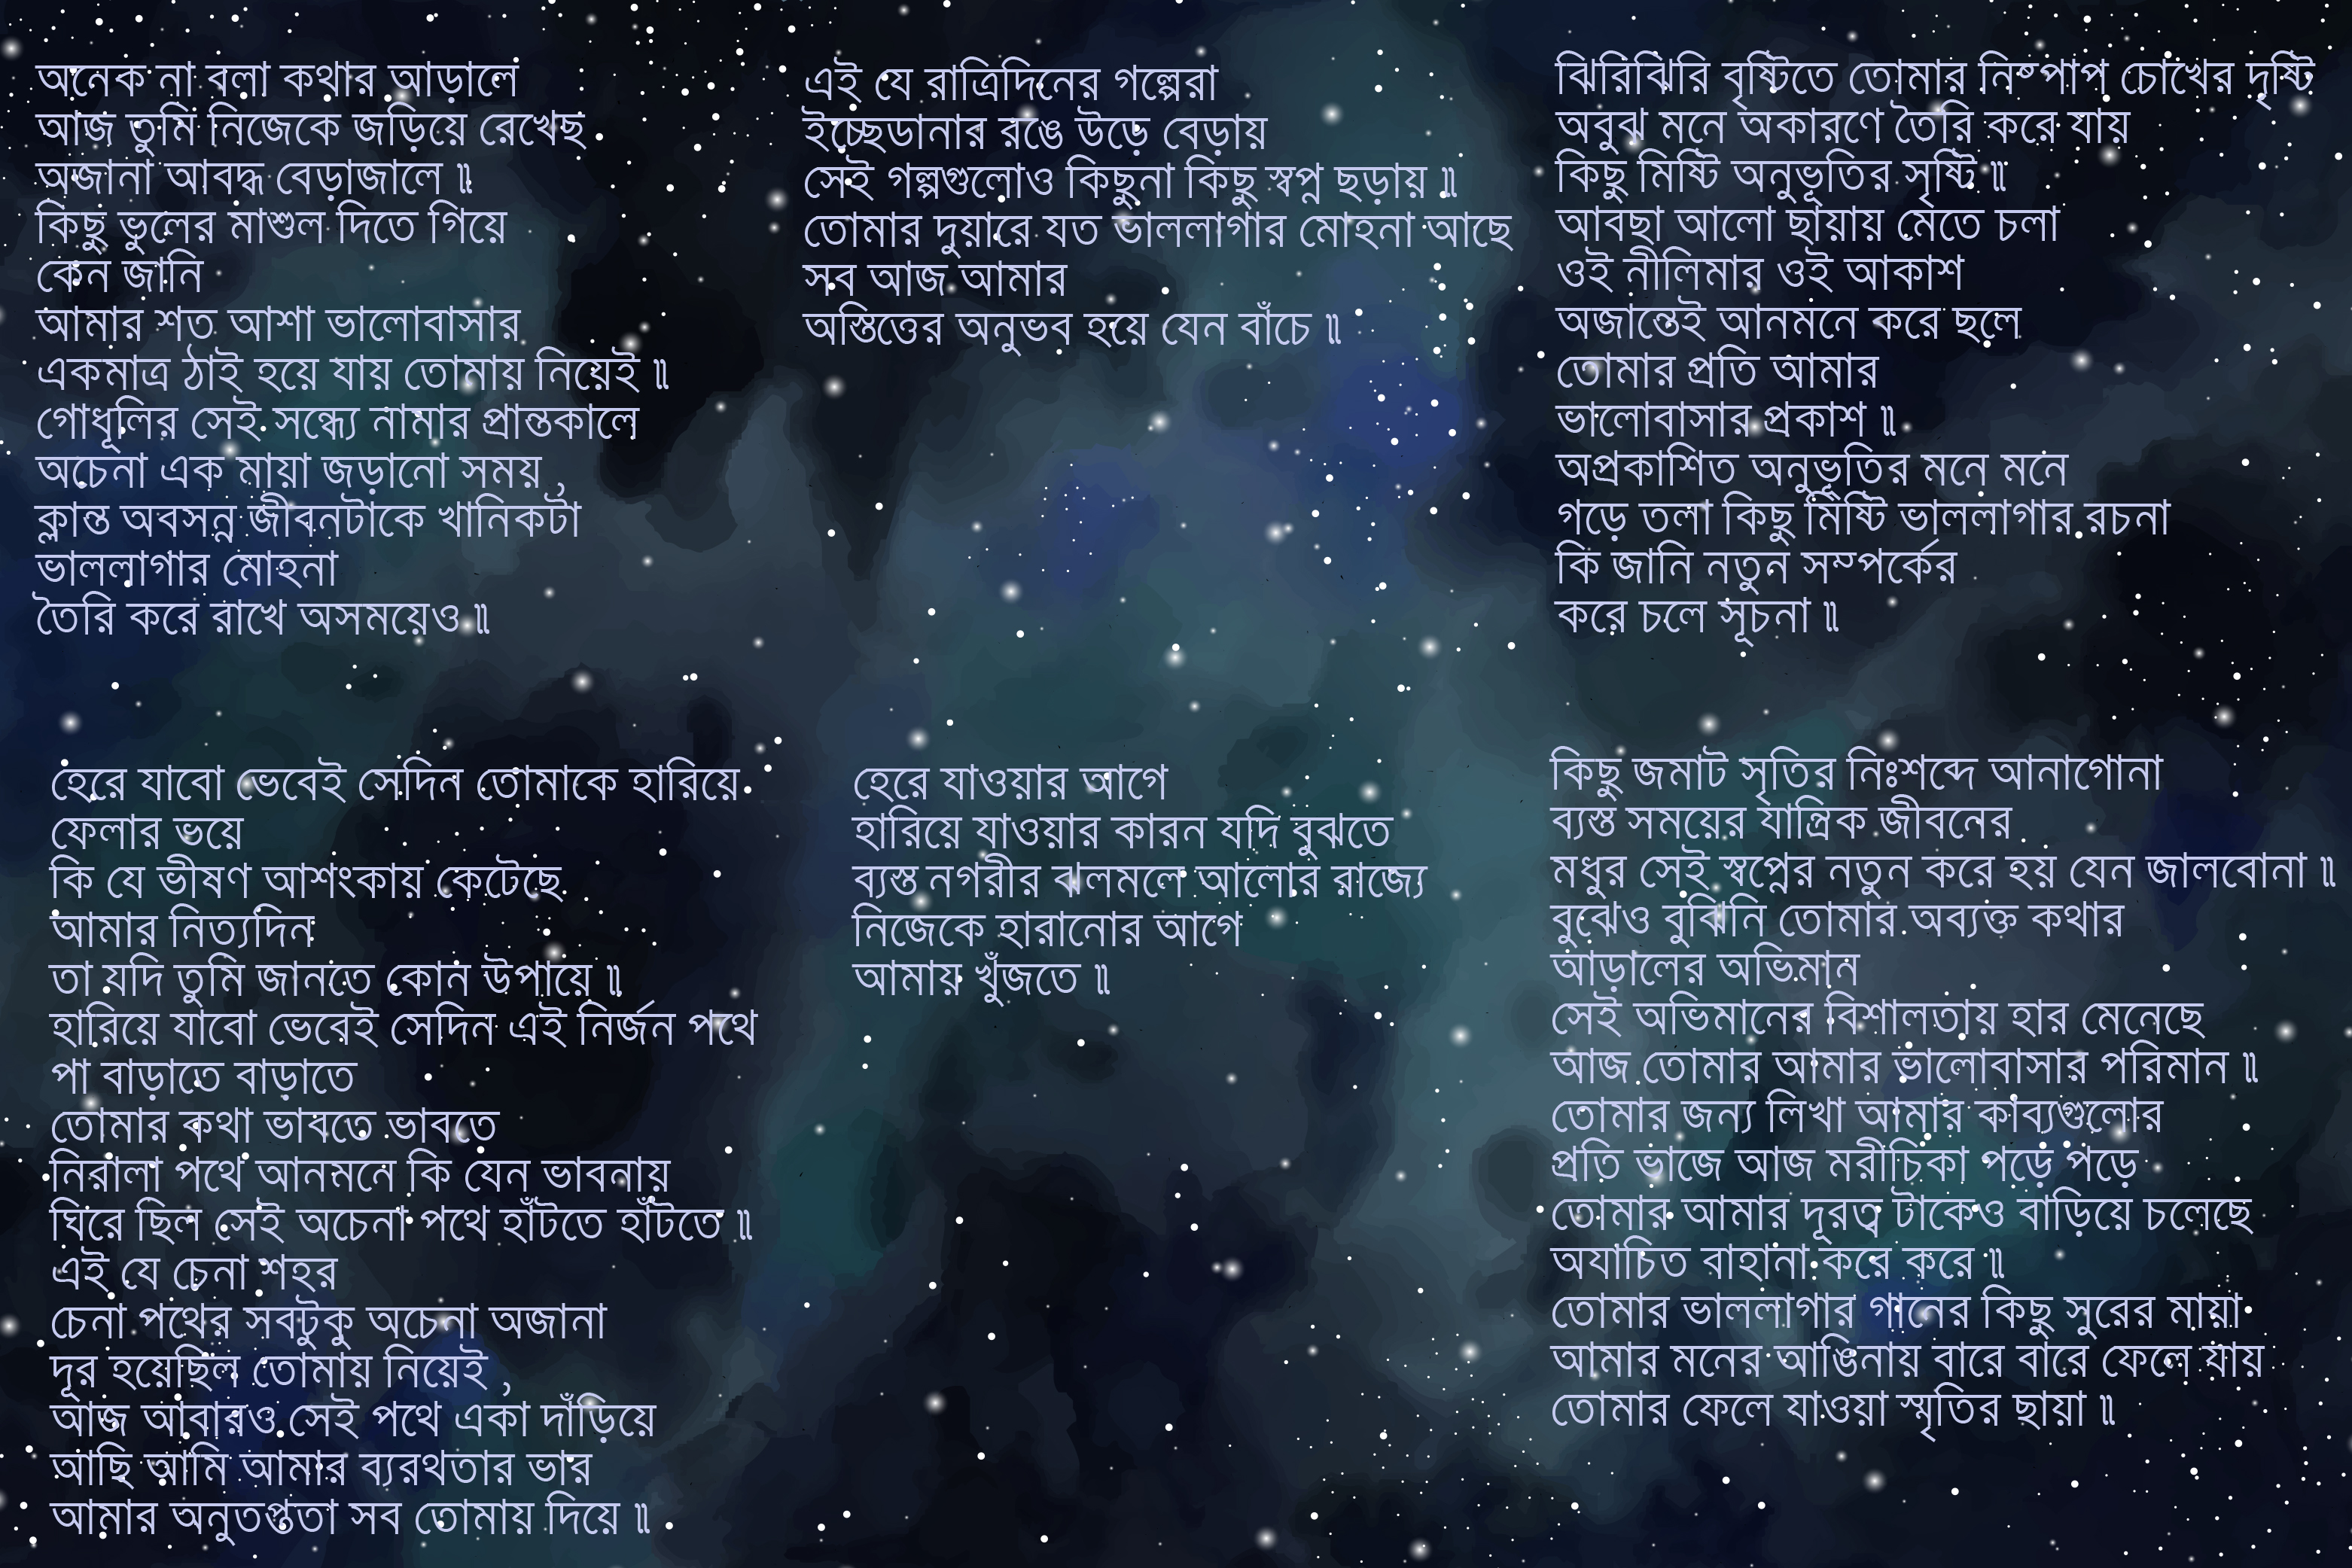 অনেক না বলা কথার আড়ালে
আজ তুমি নিজেকে জড়িয়ে রেখেছ
অজানা আবদ্ধ বেড়াজালে ॥
কিছু ভুলের মাশুল দিতে গিয়ে
কেন জানি
আমার শত আশা ভালোবাসার
একমাত্র ঠাই হয়ে যায় তোমায় নিয়েই ॥
গোধূলির সেই সন্ধ্যে নামার প্রান্তকালে
অচেনা এক মায়া জড়ানো সময় ,
ক্লান্ত অবসন্ন জীবনটাকে খানিকটা
ভাললাগার মোহনা
তৈরি করে রাখে অসময়েও ॥
এই যে রাত্রিদিনের গল্পেরা
ইচ্ছেডানার রঙে উড়ে বেড়ায়
সেই গল্পগুলোও কিছুনা কিছু স্বপ্ন ছড়ায় ॥
তোমার দুয়ারে যত ভাললাগার মোহনা আছে
সব আজ আমার
অস্তিত্তের অনুভব হয়ে যেন বাঁচে ॥
ঝিরিঝিরি বৃষ্টিতে তোমার নিষ্পাপ চোখের দৃষ্টি
অবুঝ মনে অকারণে তৈরি করে যায়
কিছু মিষ্টি অনুভূতির সৃষ্টি ॥
আবছা আলো ছায়ায় মেতে চলা
ওই নীলিমার ওই আকাশ
অজান্তেই আনমনে করে ছলে
তোমার প্রতি আমার
ভালোবাসার প্রকাশ ॥
অপ্রকাশিত অনুভূতির মনে মনে
গড়ে তলা কিছু মিষ্টি ভাললাগার রচনা
কি জানি নতুন সম্পর্কের
করে চলে সূচনা ॥
হেরে যাবো ভেবেই সেদিন তোমাকে হারিয়ে
ফেলার ভয়ে
কি যে ভীষণ আশংকায় কেটেছে
আমার নিত্যদিন
তা যদি তুমি জানতে কোন উপায়ে ॥
হারিয়ে যাবো ভেবেই সেদিন এই নির্জন পথে
পা বাড়াতে বাড়াতে
তোমার কথা ভাবতে ভাবতে
নিরালা পথে আনমনে কি যেন ভাবনায়
ঘিরে ছিল সেই অচেনা পথে হাঁটতে হাঁটতে ॥
এই যে চেনা শহর
চেনা পথের সবটুকু অচেনা অজানা
দূর হয়েছিল তোমায় নিয়েই ,
আজ আবারও সেই পথে একা দাঁড়িয়ে
আছি আমি আমার ব্যরথতার ভার
আমার অনুতপ্ততা সব তোমায় দিয়ে ॥
হেরে যাওয়ার আগে
হারিয়ে যাওয়ার কারন যদি বুঝতে
ব্যস্ত নগরীর ঝলমলে আলোর রাজ্যে
নিজেকে হারানোর আগে
আমায় খুঁজতে ॥
কিছু জমাট সৃতির নিঃশব্দে আনাগোনা
ব্যস্ত সময়ের যান্ত্রিক জীবনের
মধুর সেই স্বপ্নের নতুন করে হয় যেন জালবোনা ॥
বুঝেও বুঝিনি তোমার অব্যক্ত কথার
আড়ালের অভিমান
সেই অভিমানের বিশালতায় হার মেনেছে
আজ তোমার আমার ভালোবাসার পরিমান ॥
তোমার জন্য লিখা আমার কাব্যগুলোর
প্রতি ভাজে আজ মরীচিকা পড়ে পড়ে
তোমার আমার দূরত্ব টাকেও বাড়িয়ে চলেছে
অযাচিত বাহানা করে করে ॥
তোমার ভাললাগার গানের কিছু সুরের মায়া
আমার মনের আঙিনায় বারে বারে ফেলে যায়
তোমার ফেলে যাওয়া স্মৃতির ছায়া ॥